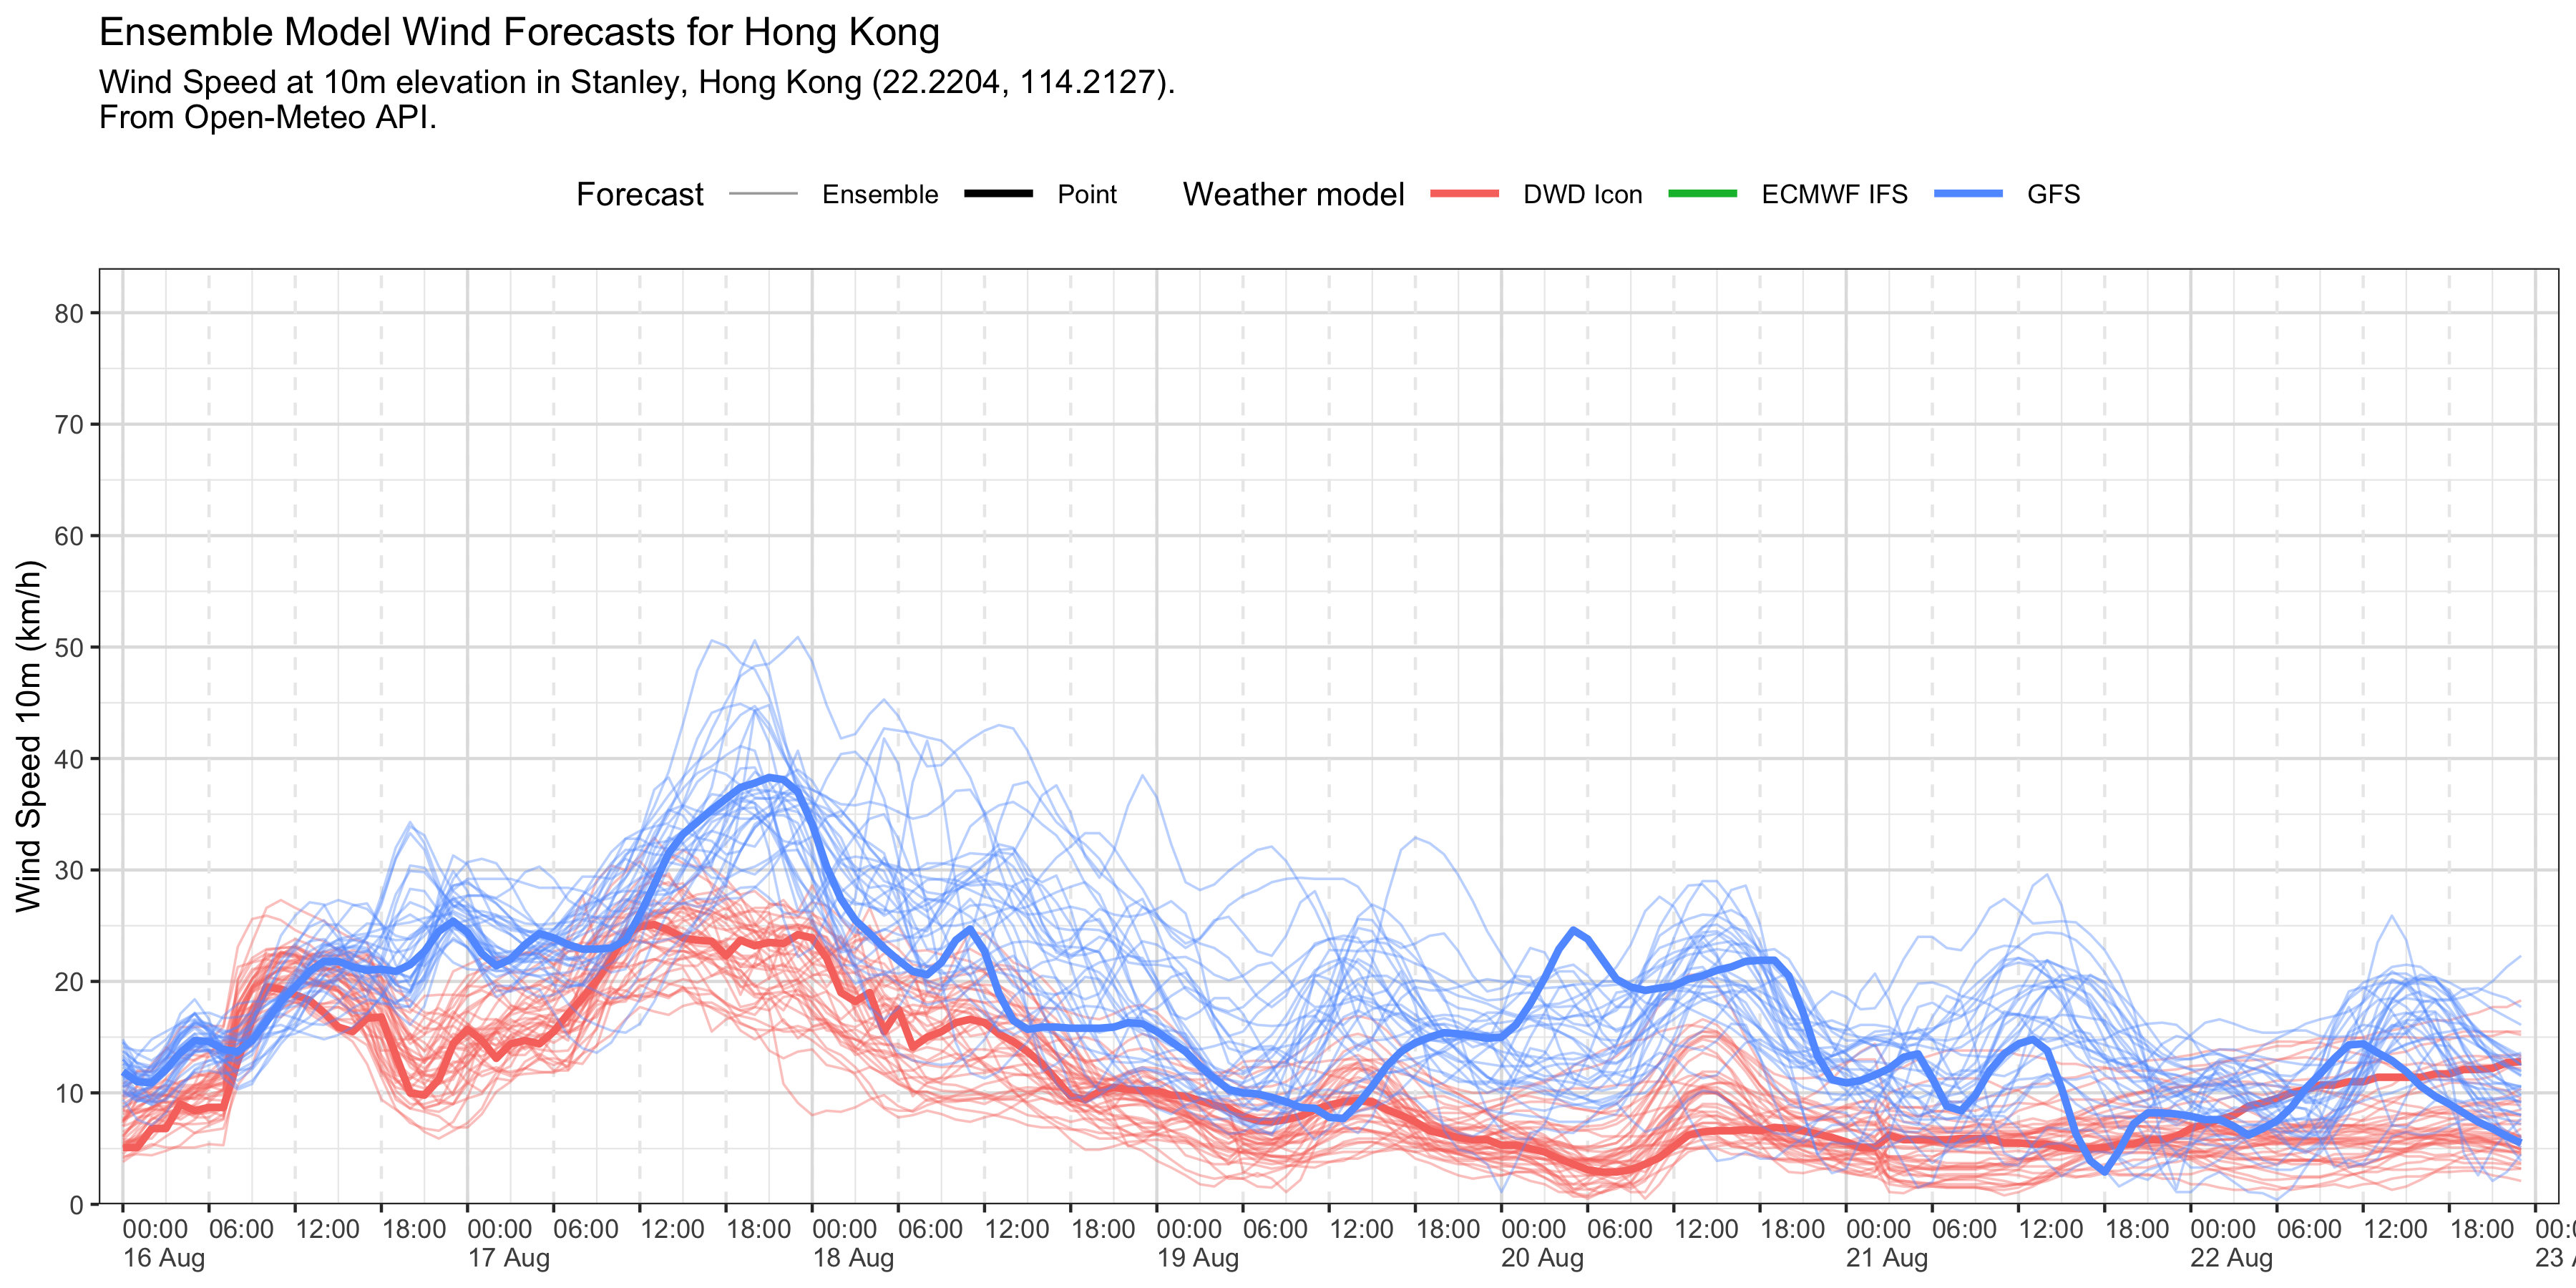 Ensemble Model Wind Forecasts for Hong Kong
Wind Speed at 10m elevation in Stanley, Hong Kong (22.2204, 114.2127).
From Open-Meteo API.
Forecast Ensemble Point Weather model DWD Icon ECMWF IFS GFS
Wind Speed 10m (km/h)
80
70
60
50
40
30
20
10
0
00:00 06:00 12:00 18:00 00:00 06:00 12:00 18:00 00:00 06:00 12:00 18:00 00:00 06:00 12:00 18:00 00:00 06:00 12:00 18:00 00:00 06:00 12:00 18:00 00:00 06:00 12:00 18:00 00:0
16 Aug 17 Aug 18 Aug 19 Aug 20 Aug 21 Aug 22 Aug 23